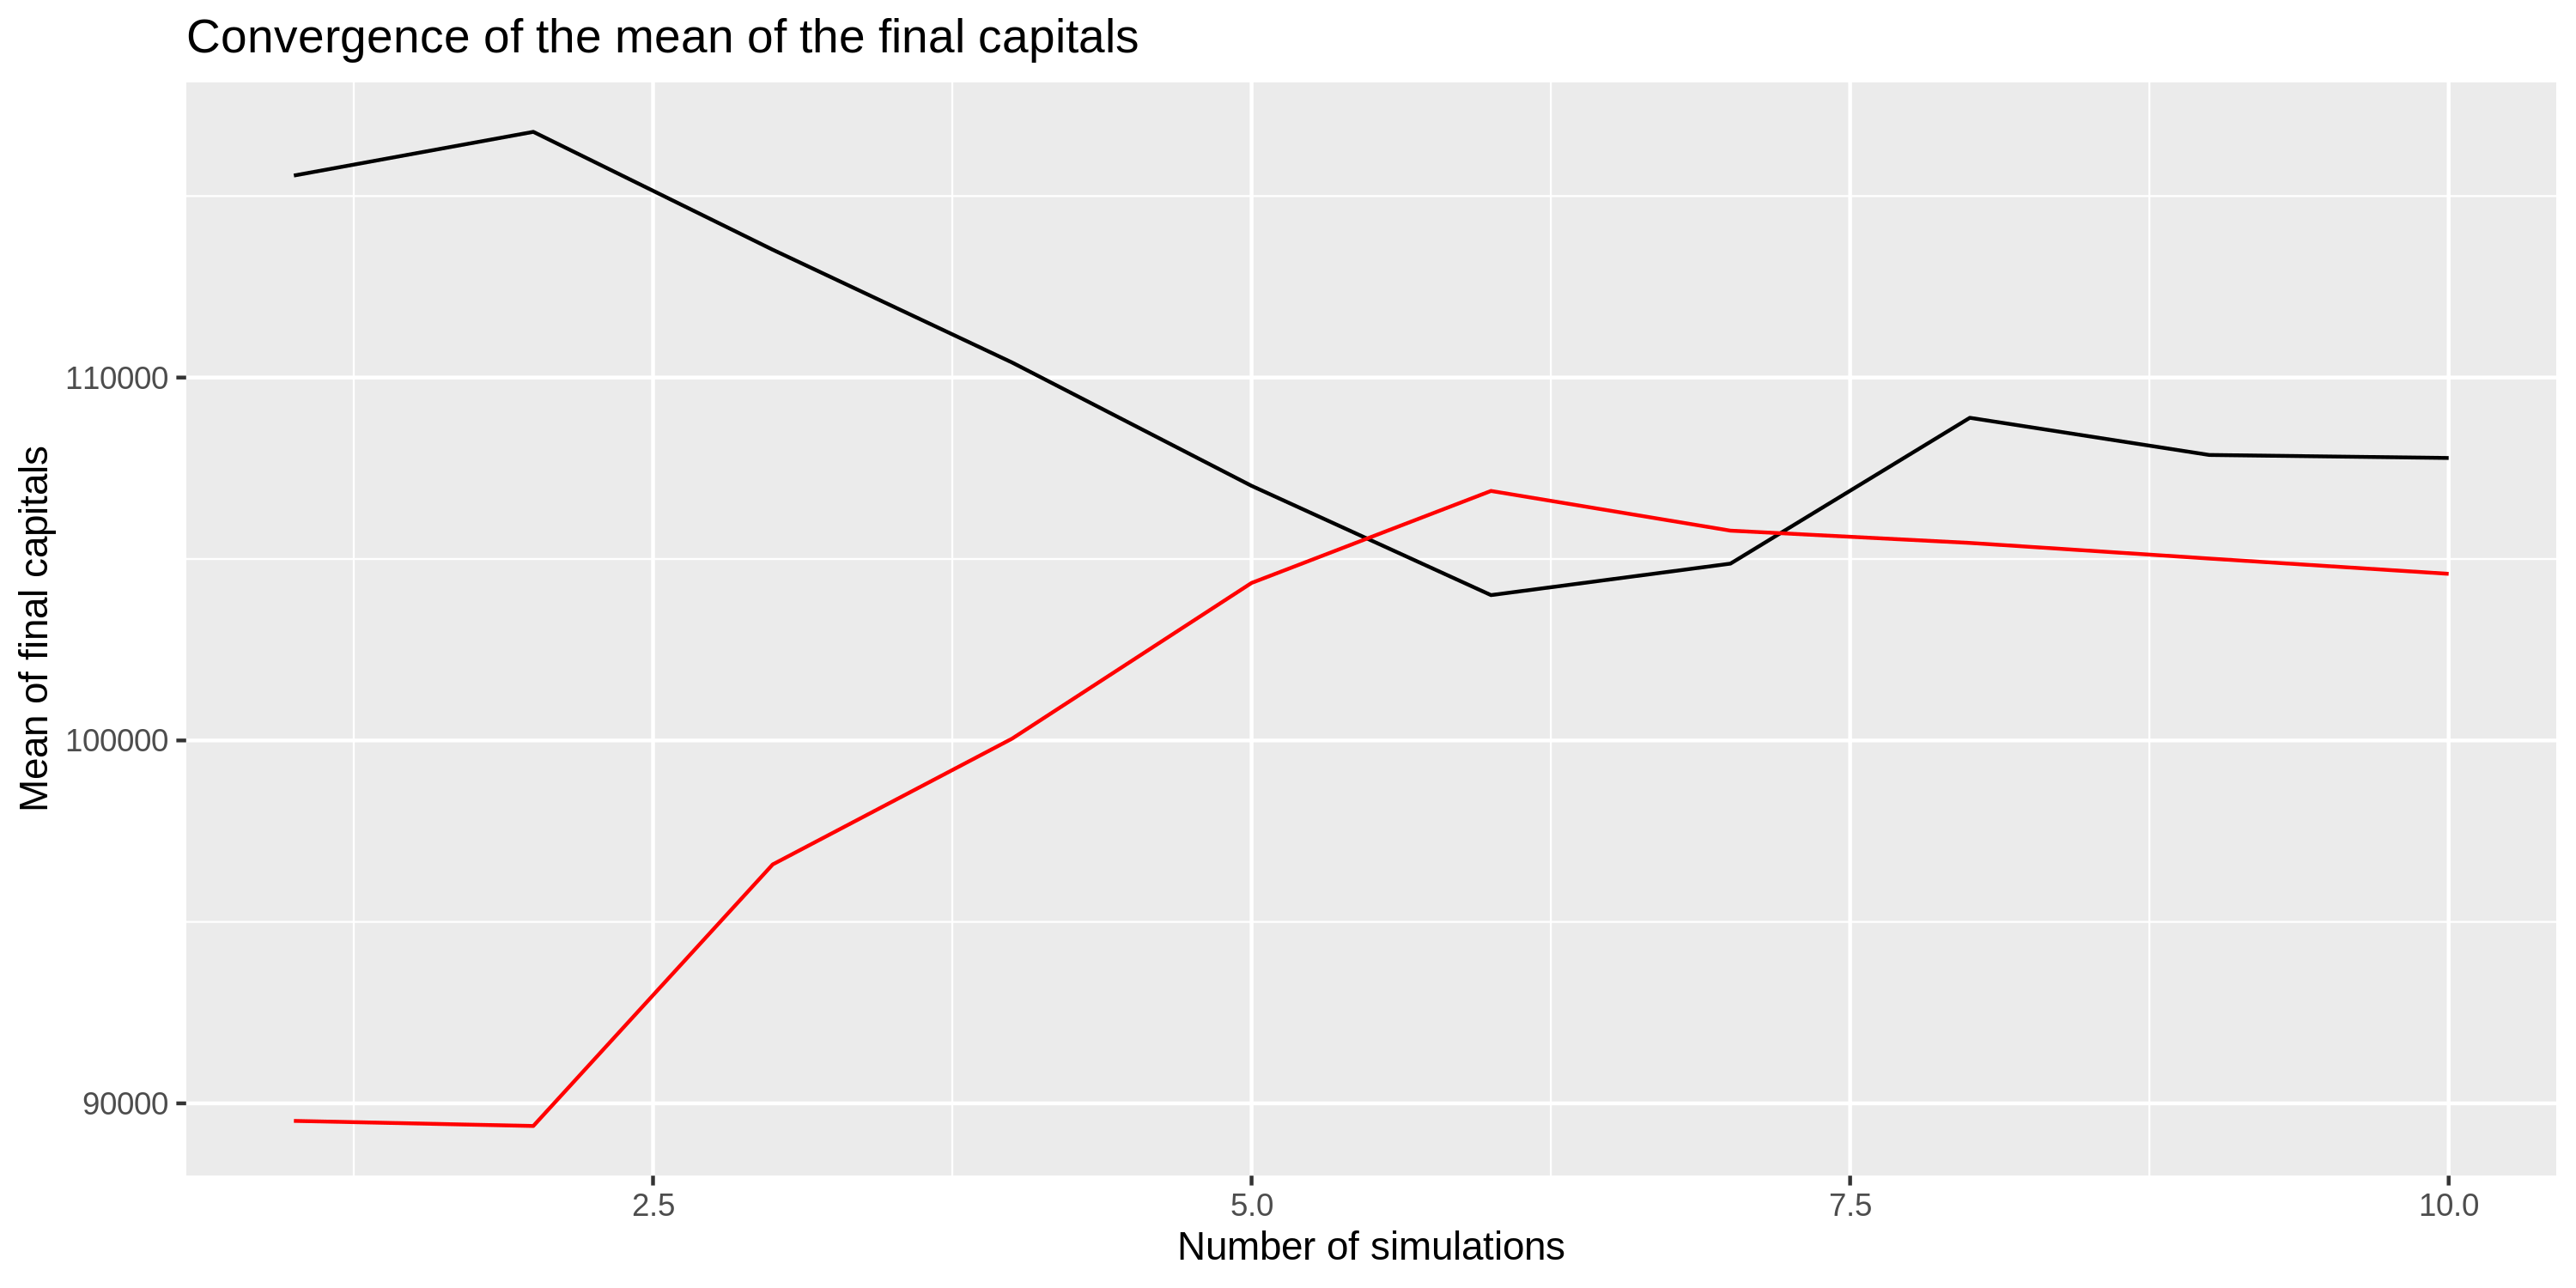 Convergence of the mean of the final capitals
Mean of final capitals
110000
100000
90000
2.5
5.0
7.5
10.0
Number of simulations